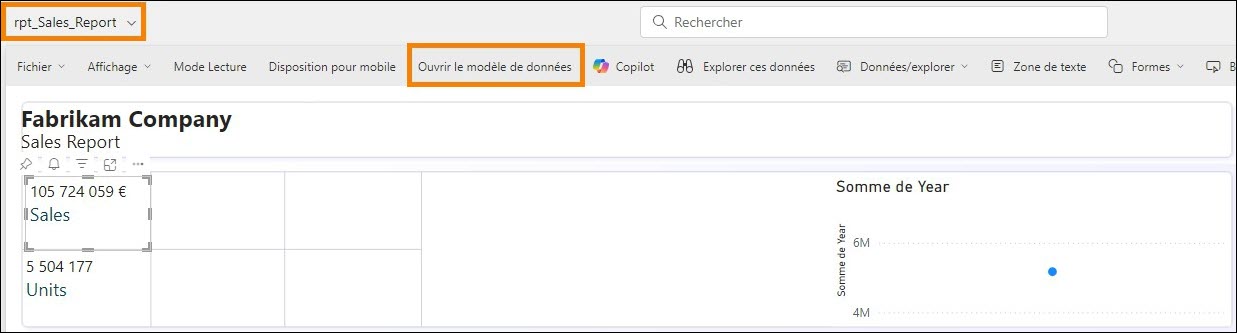 rpt_Sales_Report
Rechercher
Fichier Affichage Mode Lecture Disposition pour mobile Ouvrir le modèle de données Copilot Explorer ces données Données/explorer Zone de texte Formes B
Fabrikam Company
Sales Report
105 724 059 €
Sales
5 504 177
Units
Somme de Year
Somme de Year
6M
4M